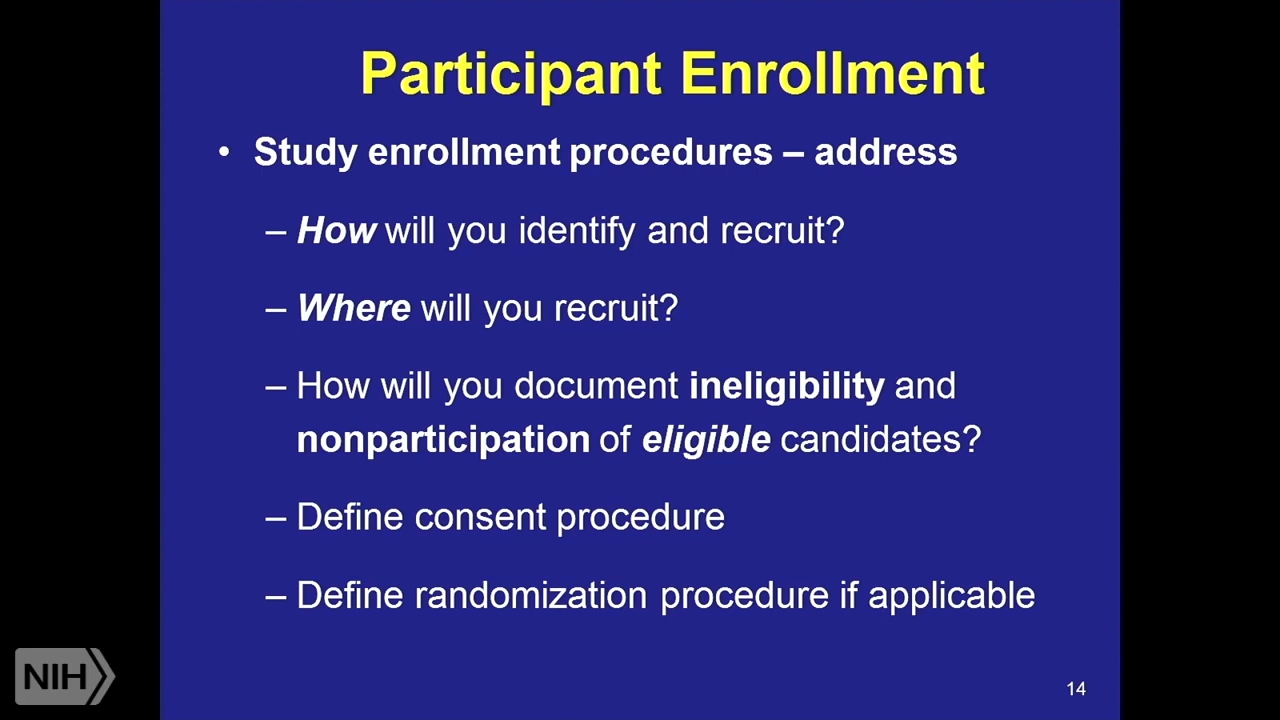 Participant Enrollment
• Study enrollment procedures – address
– How will you identify and recruit?
– Where will you recruit?
– How will you document ineligibility and
nonparticipation of eligible candidates?
– Define consent procedure
– Define randomization procedure if applicable
NIH
14